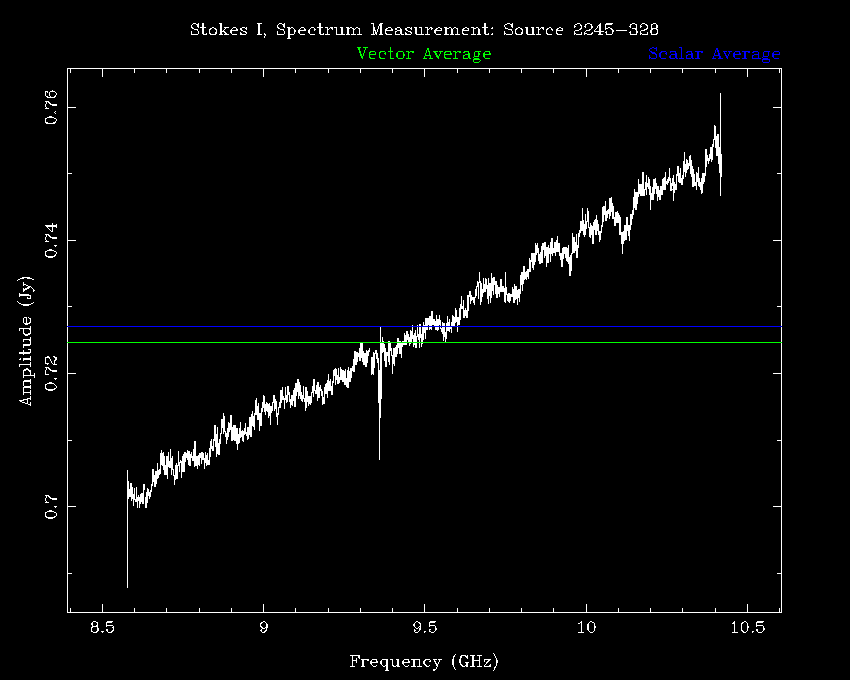 Stokes I, Spectrum Measurement: Source 2245−328
Vector Average Scalar Average
0.76
0.74
0.72
0.7
Amplitude (Jy)
8.5 9 9.5 10 10.5
Frequency (GHz)